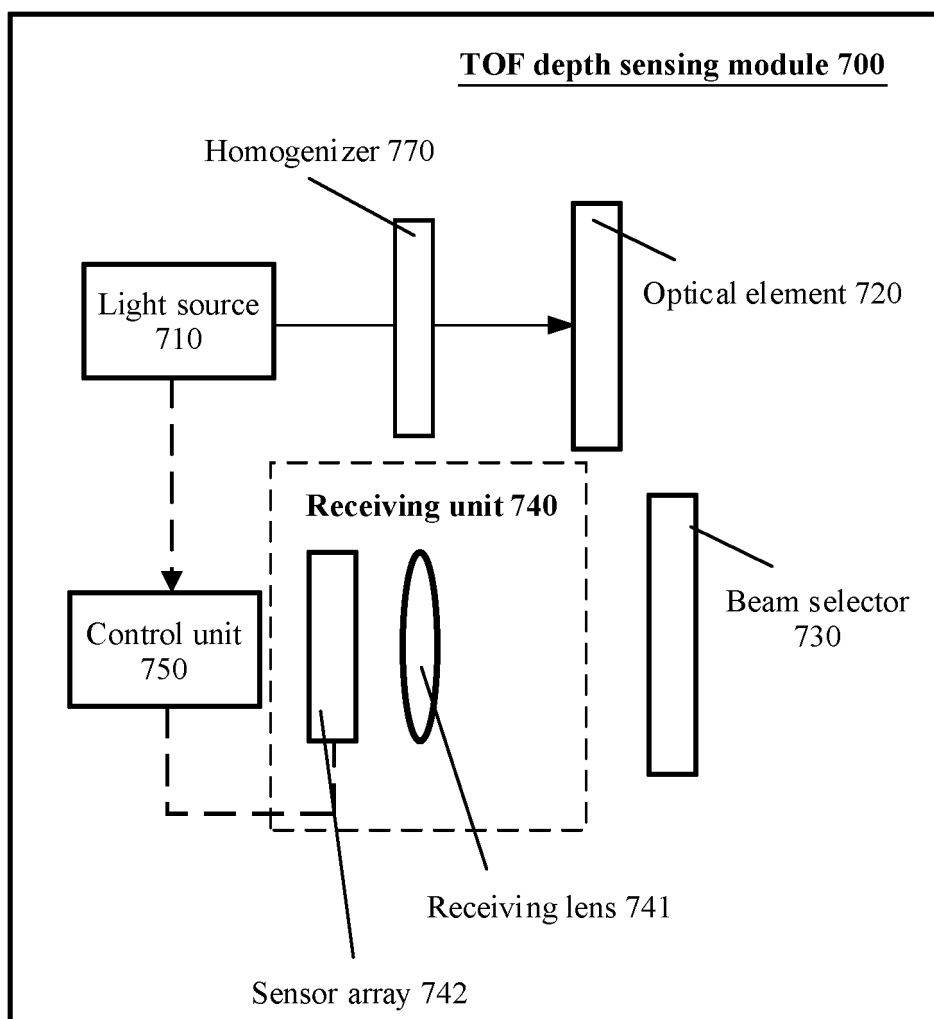 TOF depth sensing module 700
Homogenizer 770
Light source
710
Optical element 720
Receiving unit 740
Control unit
750
Beam selector
730
Receiving lens 741
Sensor array 742